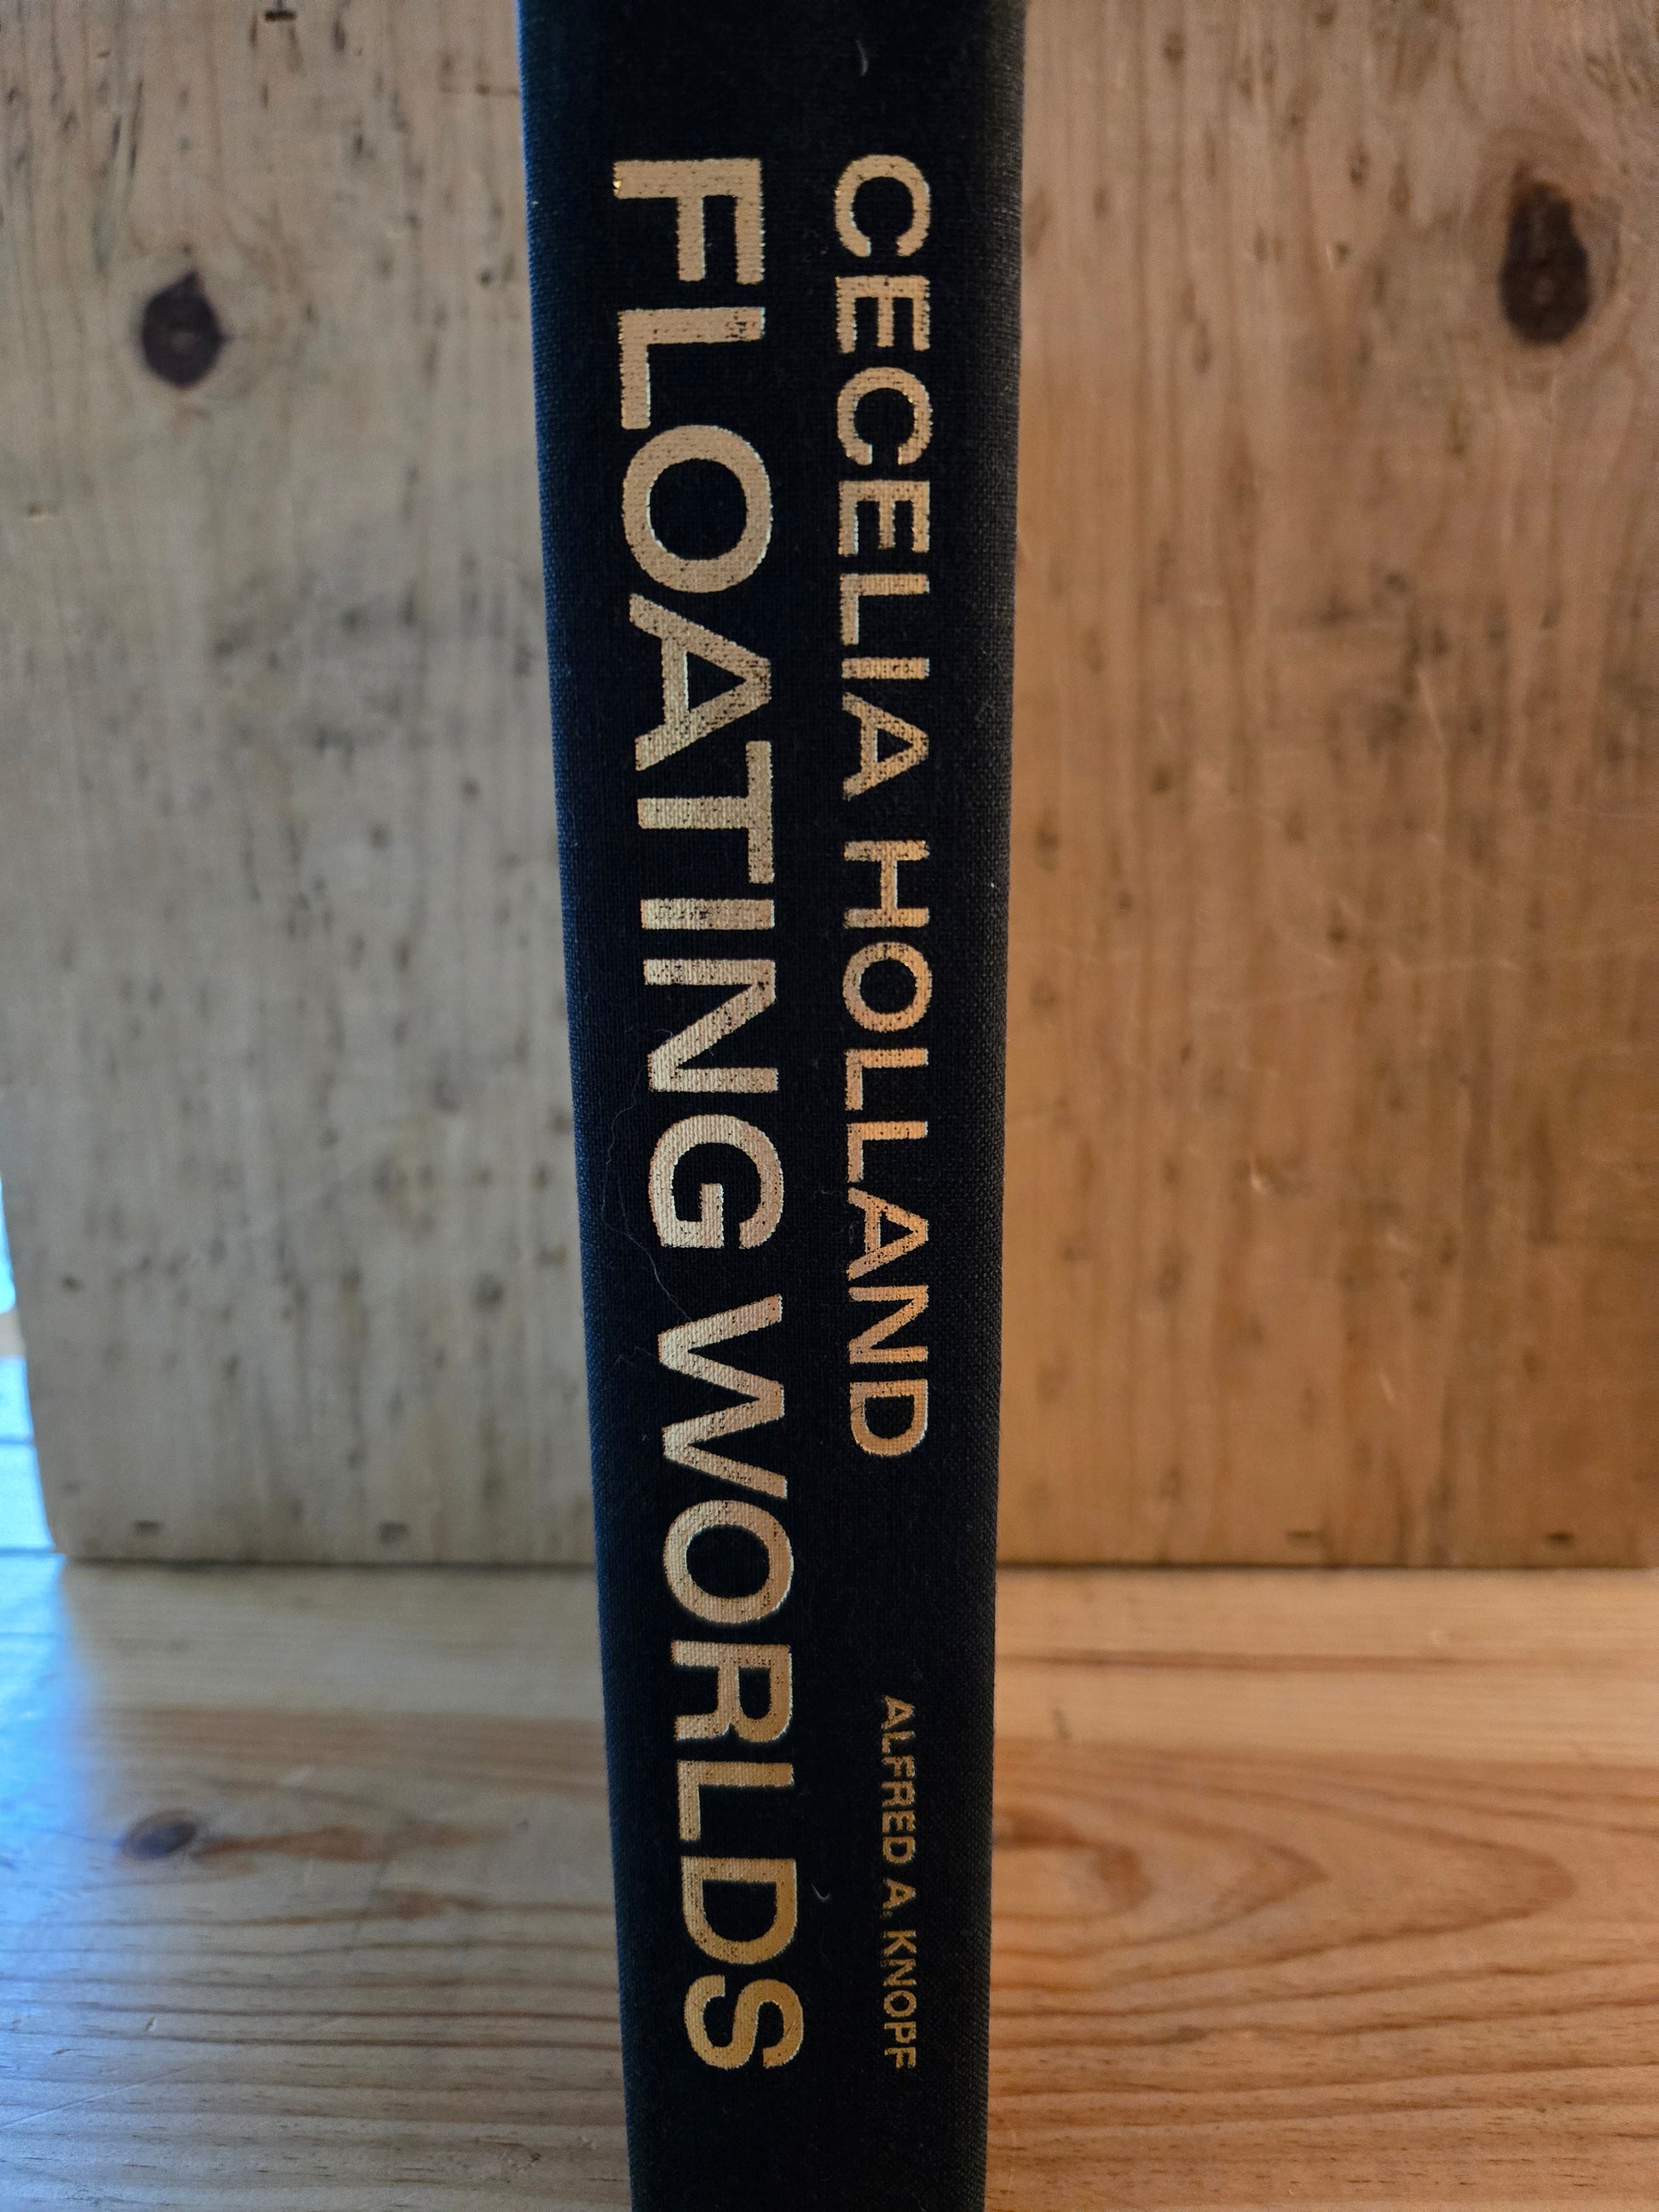 CECELIA HOLLAND
FLOATING WORLDS
ALFRED A. KNOPF